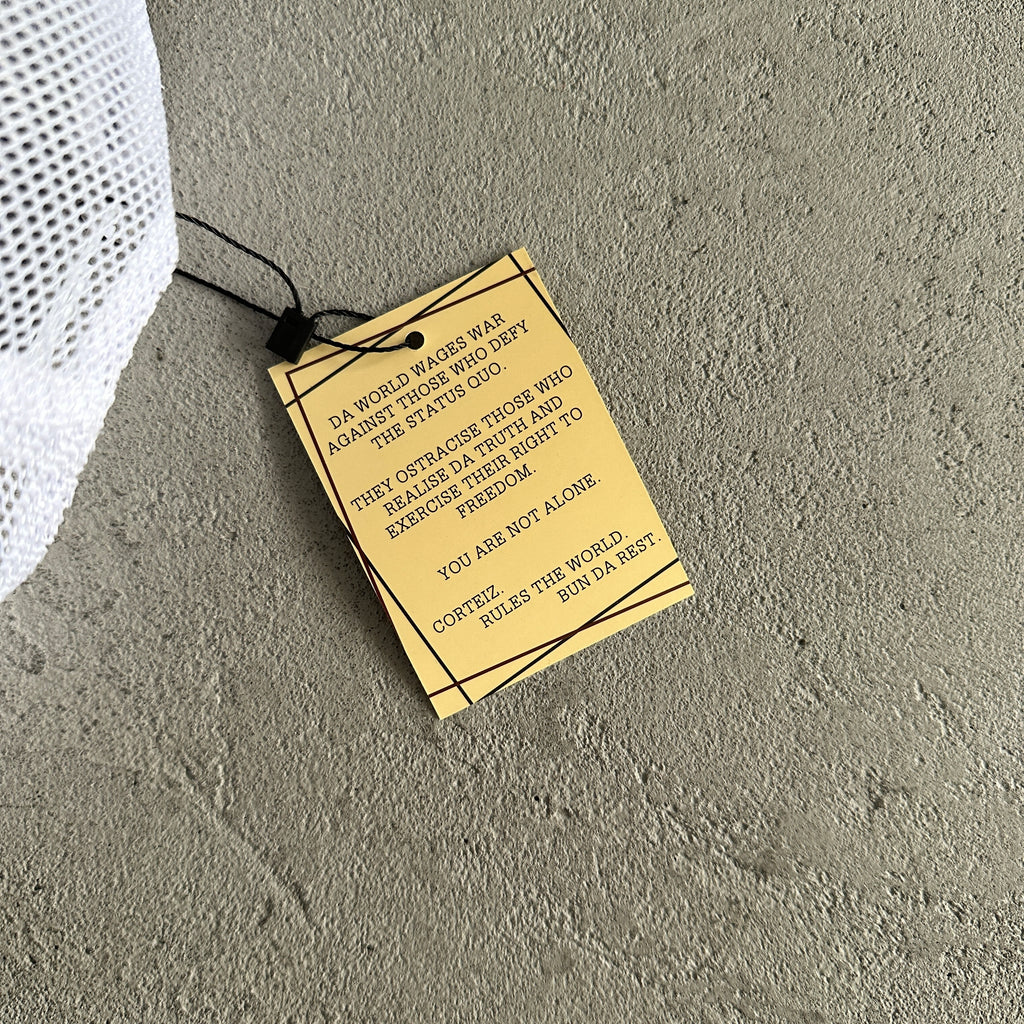 DA WORLD WAGES WAR
AGAINST THOSE WHO DEFY
THE STATUS QUO.
THEY OSTRACISE THOSE WHO
REALISE DA TRUTH AND
EXERCISE THEIR RIGHT TO
FREEDOM.
YOU ARE NOT ALONE.
CORTEIZ.
RULES THE WORLD.
BUN DA REST.